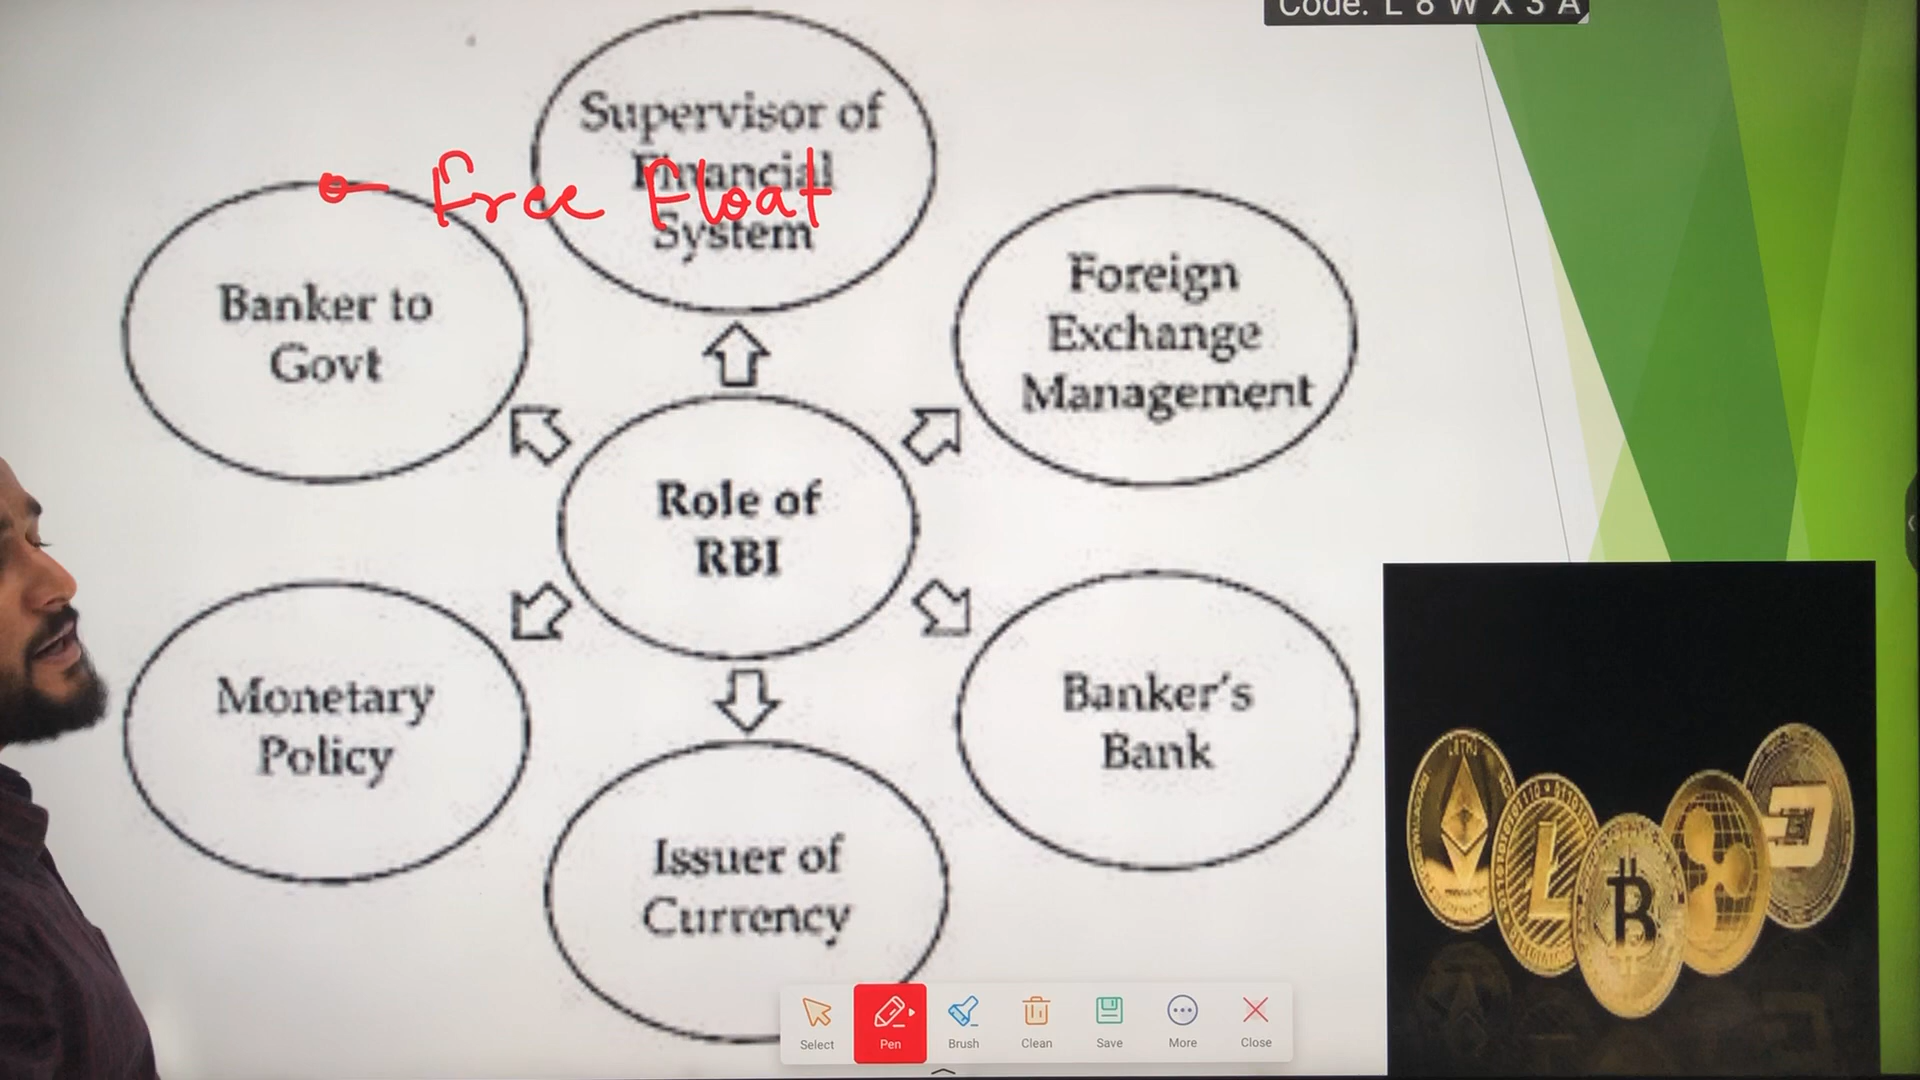 Code: L 8 W X 3 A
Supervisor of
Financial
System
Free Float
Banker to
Govt
Foreign
Exchange
Management
Role of
RBI
Monetary
Policy
Banker's
Bank
Issuer of
Currency
Select
Pen
Brush
Clean
Save
More
Close